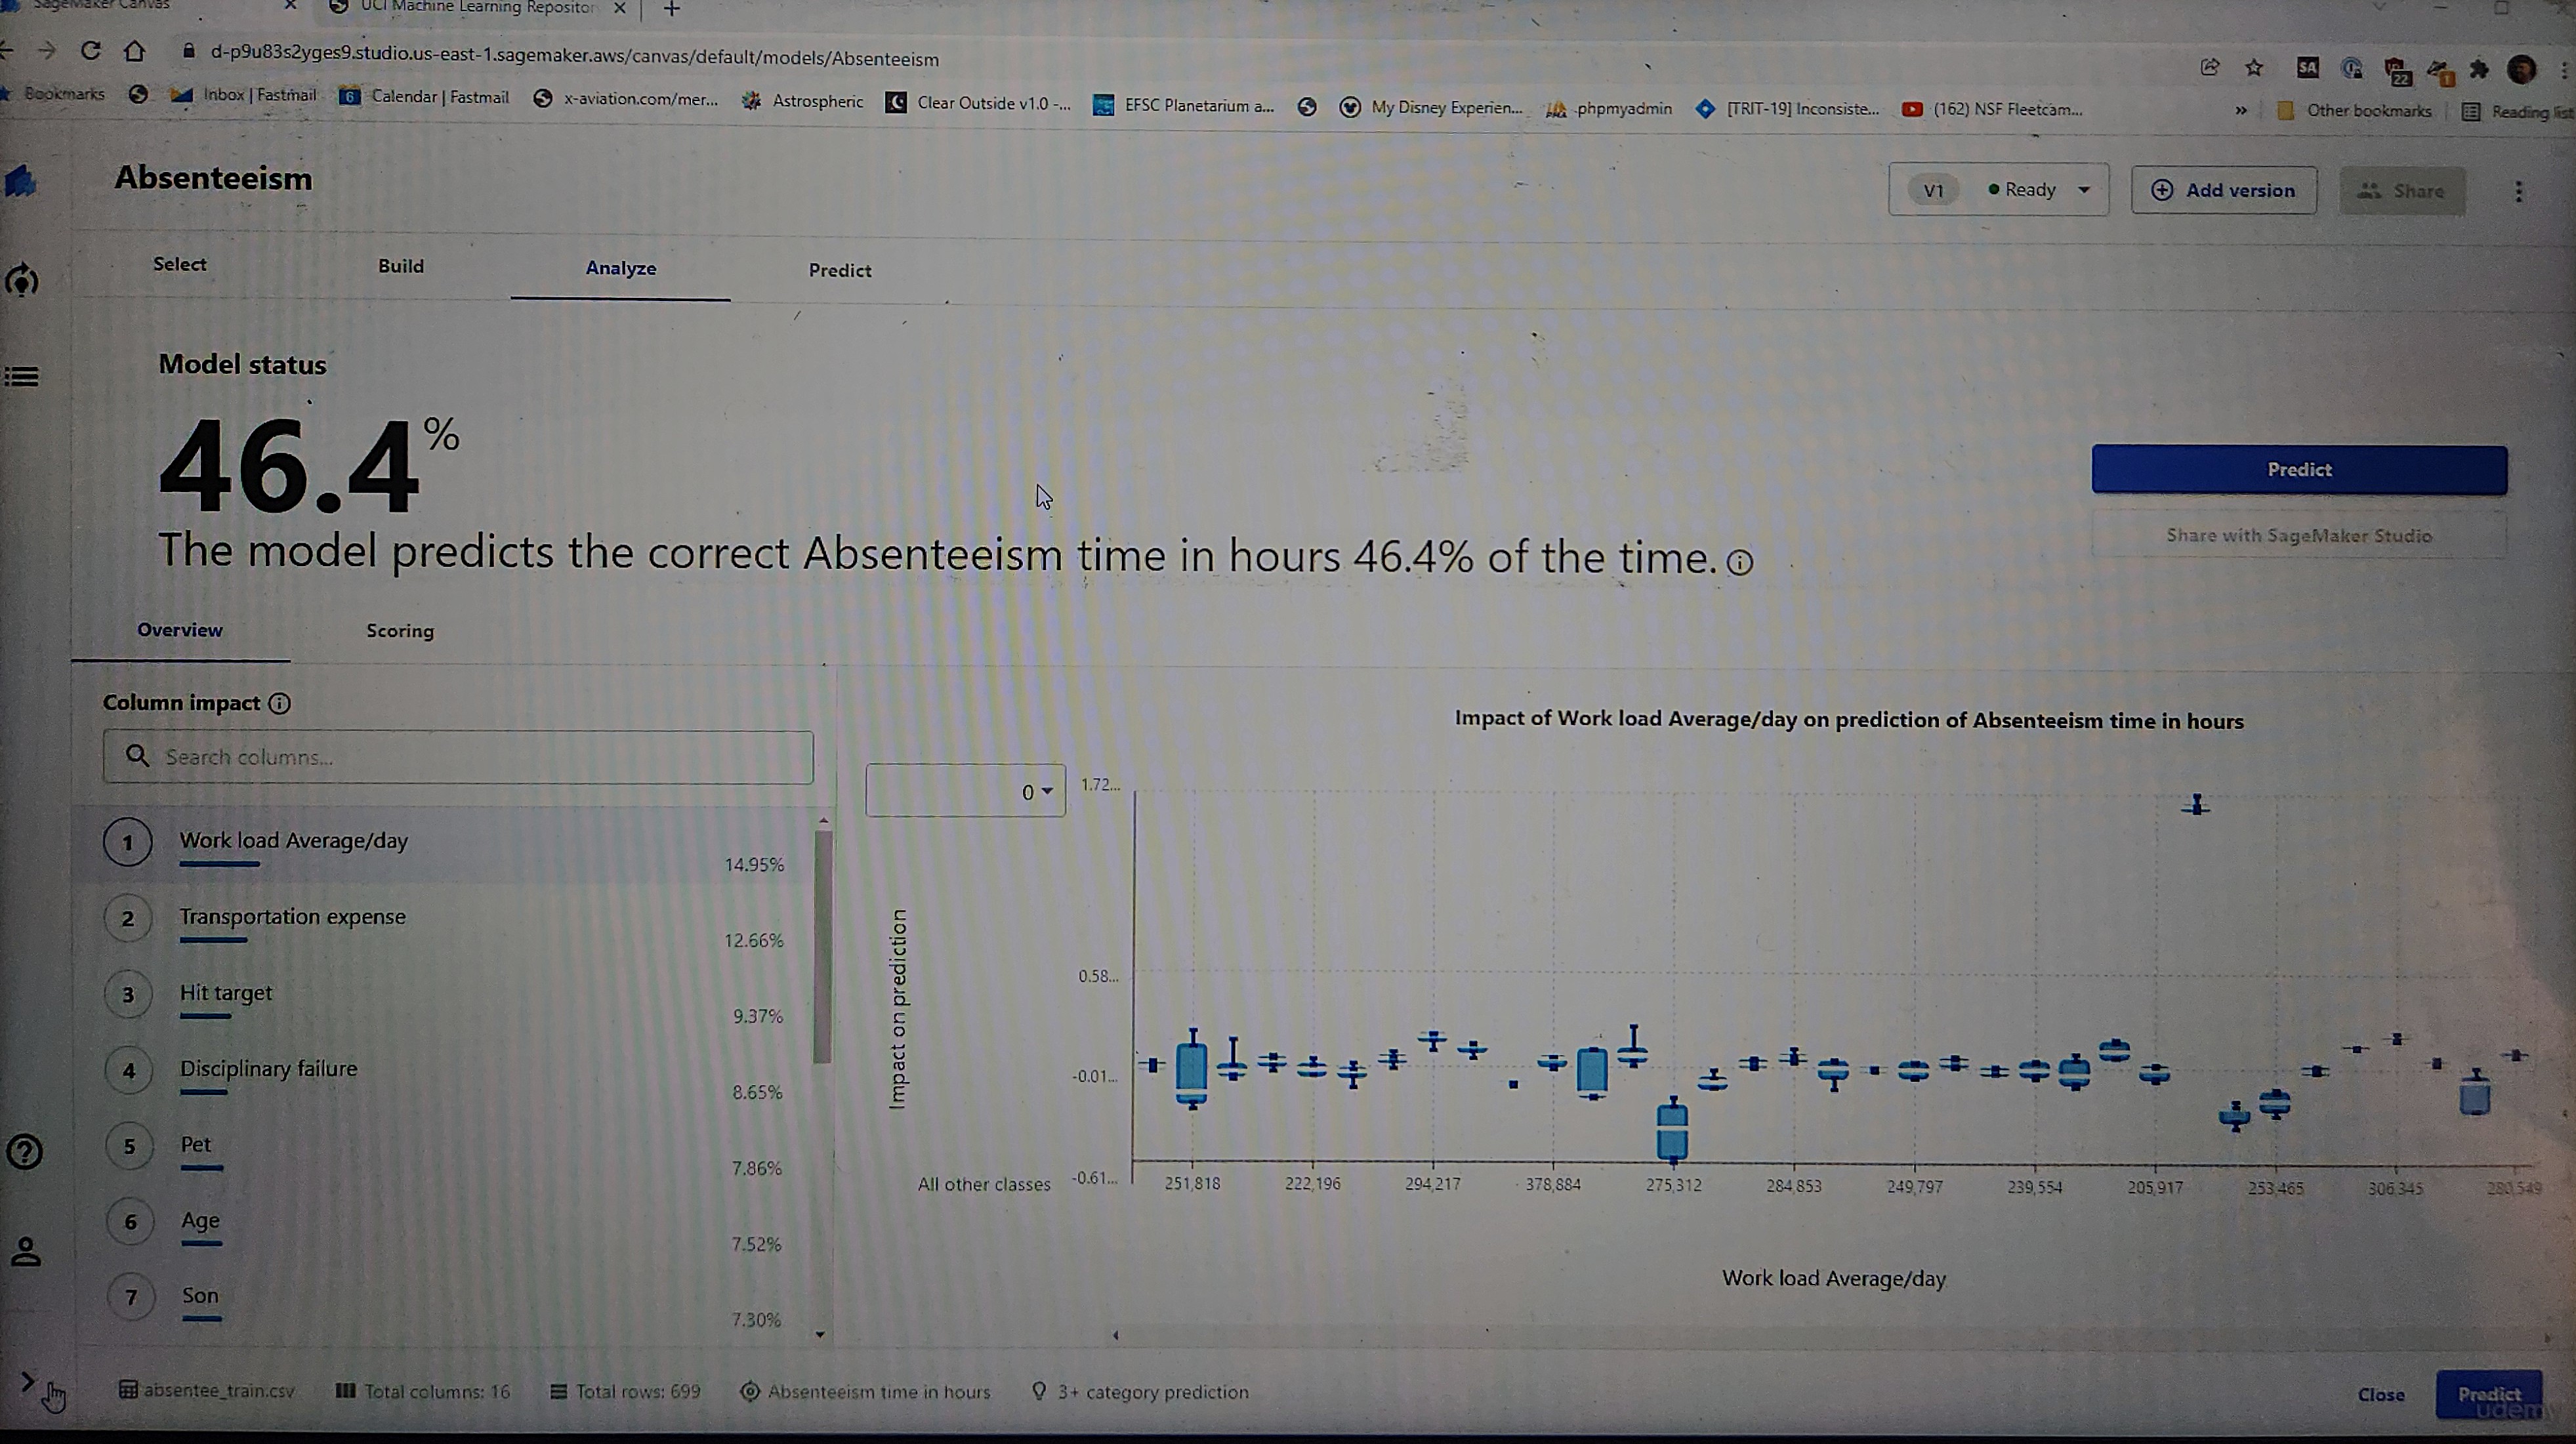 SageMaker Canvas
UCI Machine Learning Repositor
d-p9u83s2yges9.studio.us-east-1.sagemaker.aws/canvas/default/models/Absenteeism
22
1
Bookmarks
Inbox | Fastmail
6
Calendar | Fastmail
x-aviation.com/mer...
Astrospheric
Clear Outside v1.0 -...
EFSC Planetarium a...
My Disney Experien...
phpmyadmin
[TRIT-19] Inconsiste...
(162) NSF Fleetcam...
»
Other bookmarks
Reading list
Absenteeism
V1
Ready
Add version
Share
Select
Build
Analyze
Predict
Model status
46.4%
The model predicts the correct Absenteeism time in hours 46.4% of the time.
Predict
Share with SageMaker Studio
Overview
Scoring
Column impact
Search columns...
1 Work load Average/day 14.95%
2 Transportation expense 12.66%
3 Hit target 9.37%
4 Disciplinary failure 8.65%
5 Pet 7.86%
6 Age 7.52%
7 Son 7.30%
Impact of Work load Average/day on prediction of Absenteeism time in hours
0
1.72...
0.58...
-0.01...
-0.61...
Impact on prediction
All other classes
251,818
222,196
294,217
378,884
275,312
284,853
249,797
239,554
205,917
253,465
306,345
280,549
Work load Average/day
absentee_train.csv
Total columns: 16
Total rows: 699
Absenteeism time in hours
3+ category prediction
Close
Predict
udemy